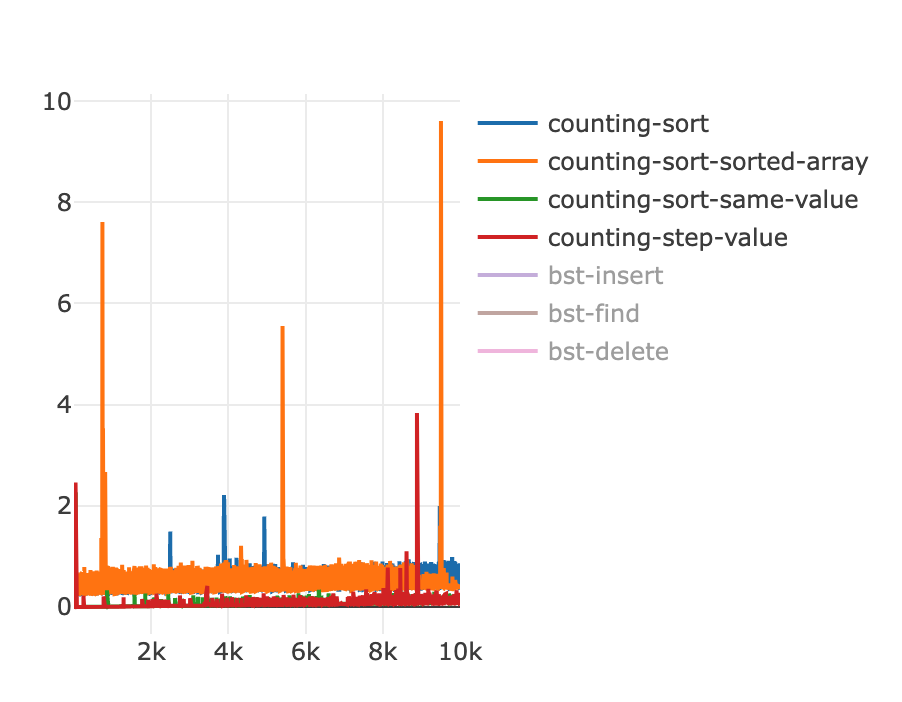 10
8
6
4
2
0
2k
4k
6k
8k
10k
counting-sort
counting-sort-sorted-array
counting-sort-same-value
counting-step-value
bst-insert
bst-find
bst-delete